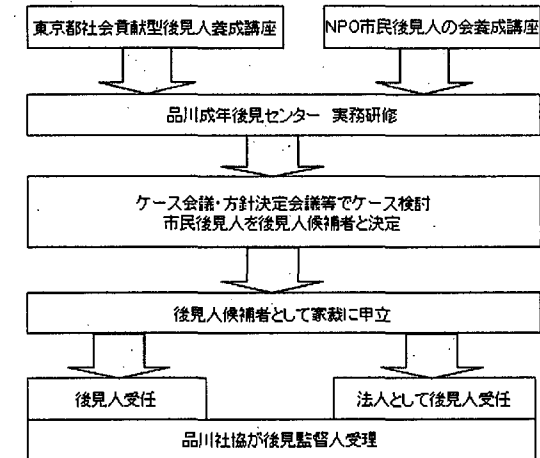 東京都社会貢献型後見人養成講座
NPO市民後見人の会養成講座
品川成年後見センター 実務研修
ケース会議・方針決定会議等でケース検討
市民後見人を後見人候補者と決定
後見人候補者として家裁に申立
後見人受任
法人として後見人受任
品川社協が後見監督人受理